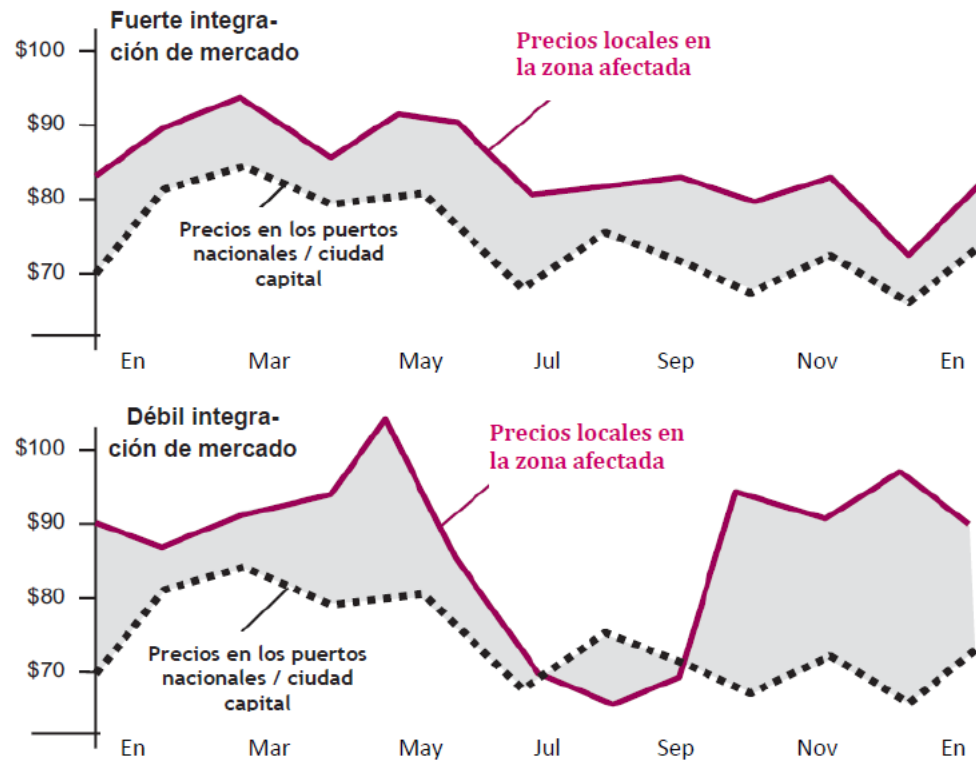 Fuerte integra-
ción de mercado
$100
$90
$80
$70
Precios locales en
la zona afectada
Precios en los puertos
nacionales / ciudad
capital
En Mar May Jul Sep Nov En
Débil integra-
ción de mercado
$100
$90
$80
$70
Precios locales en
la zona afectada
Precios en los puertos
nacionales / ciudad
capital
En Mar May Jul Sep Nov En